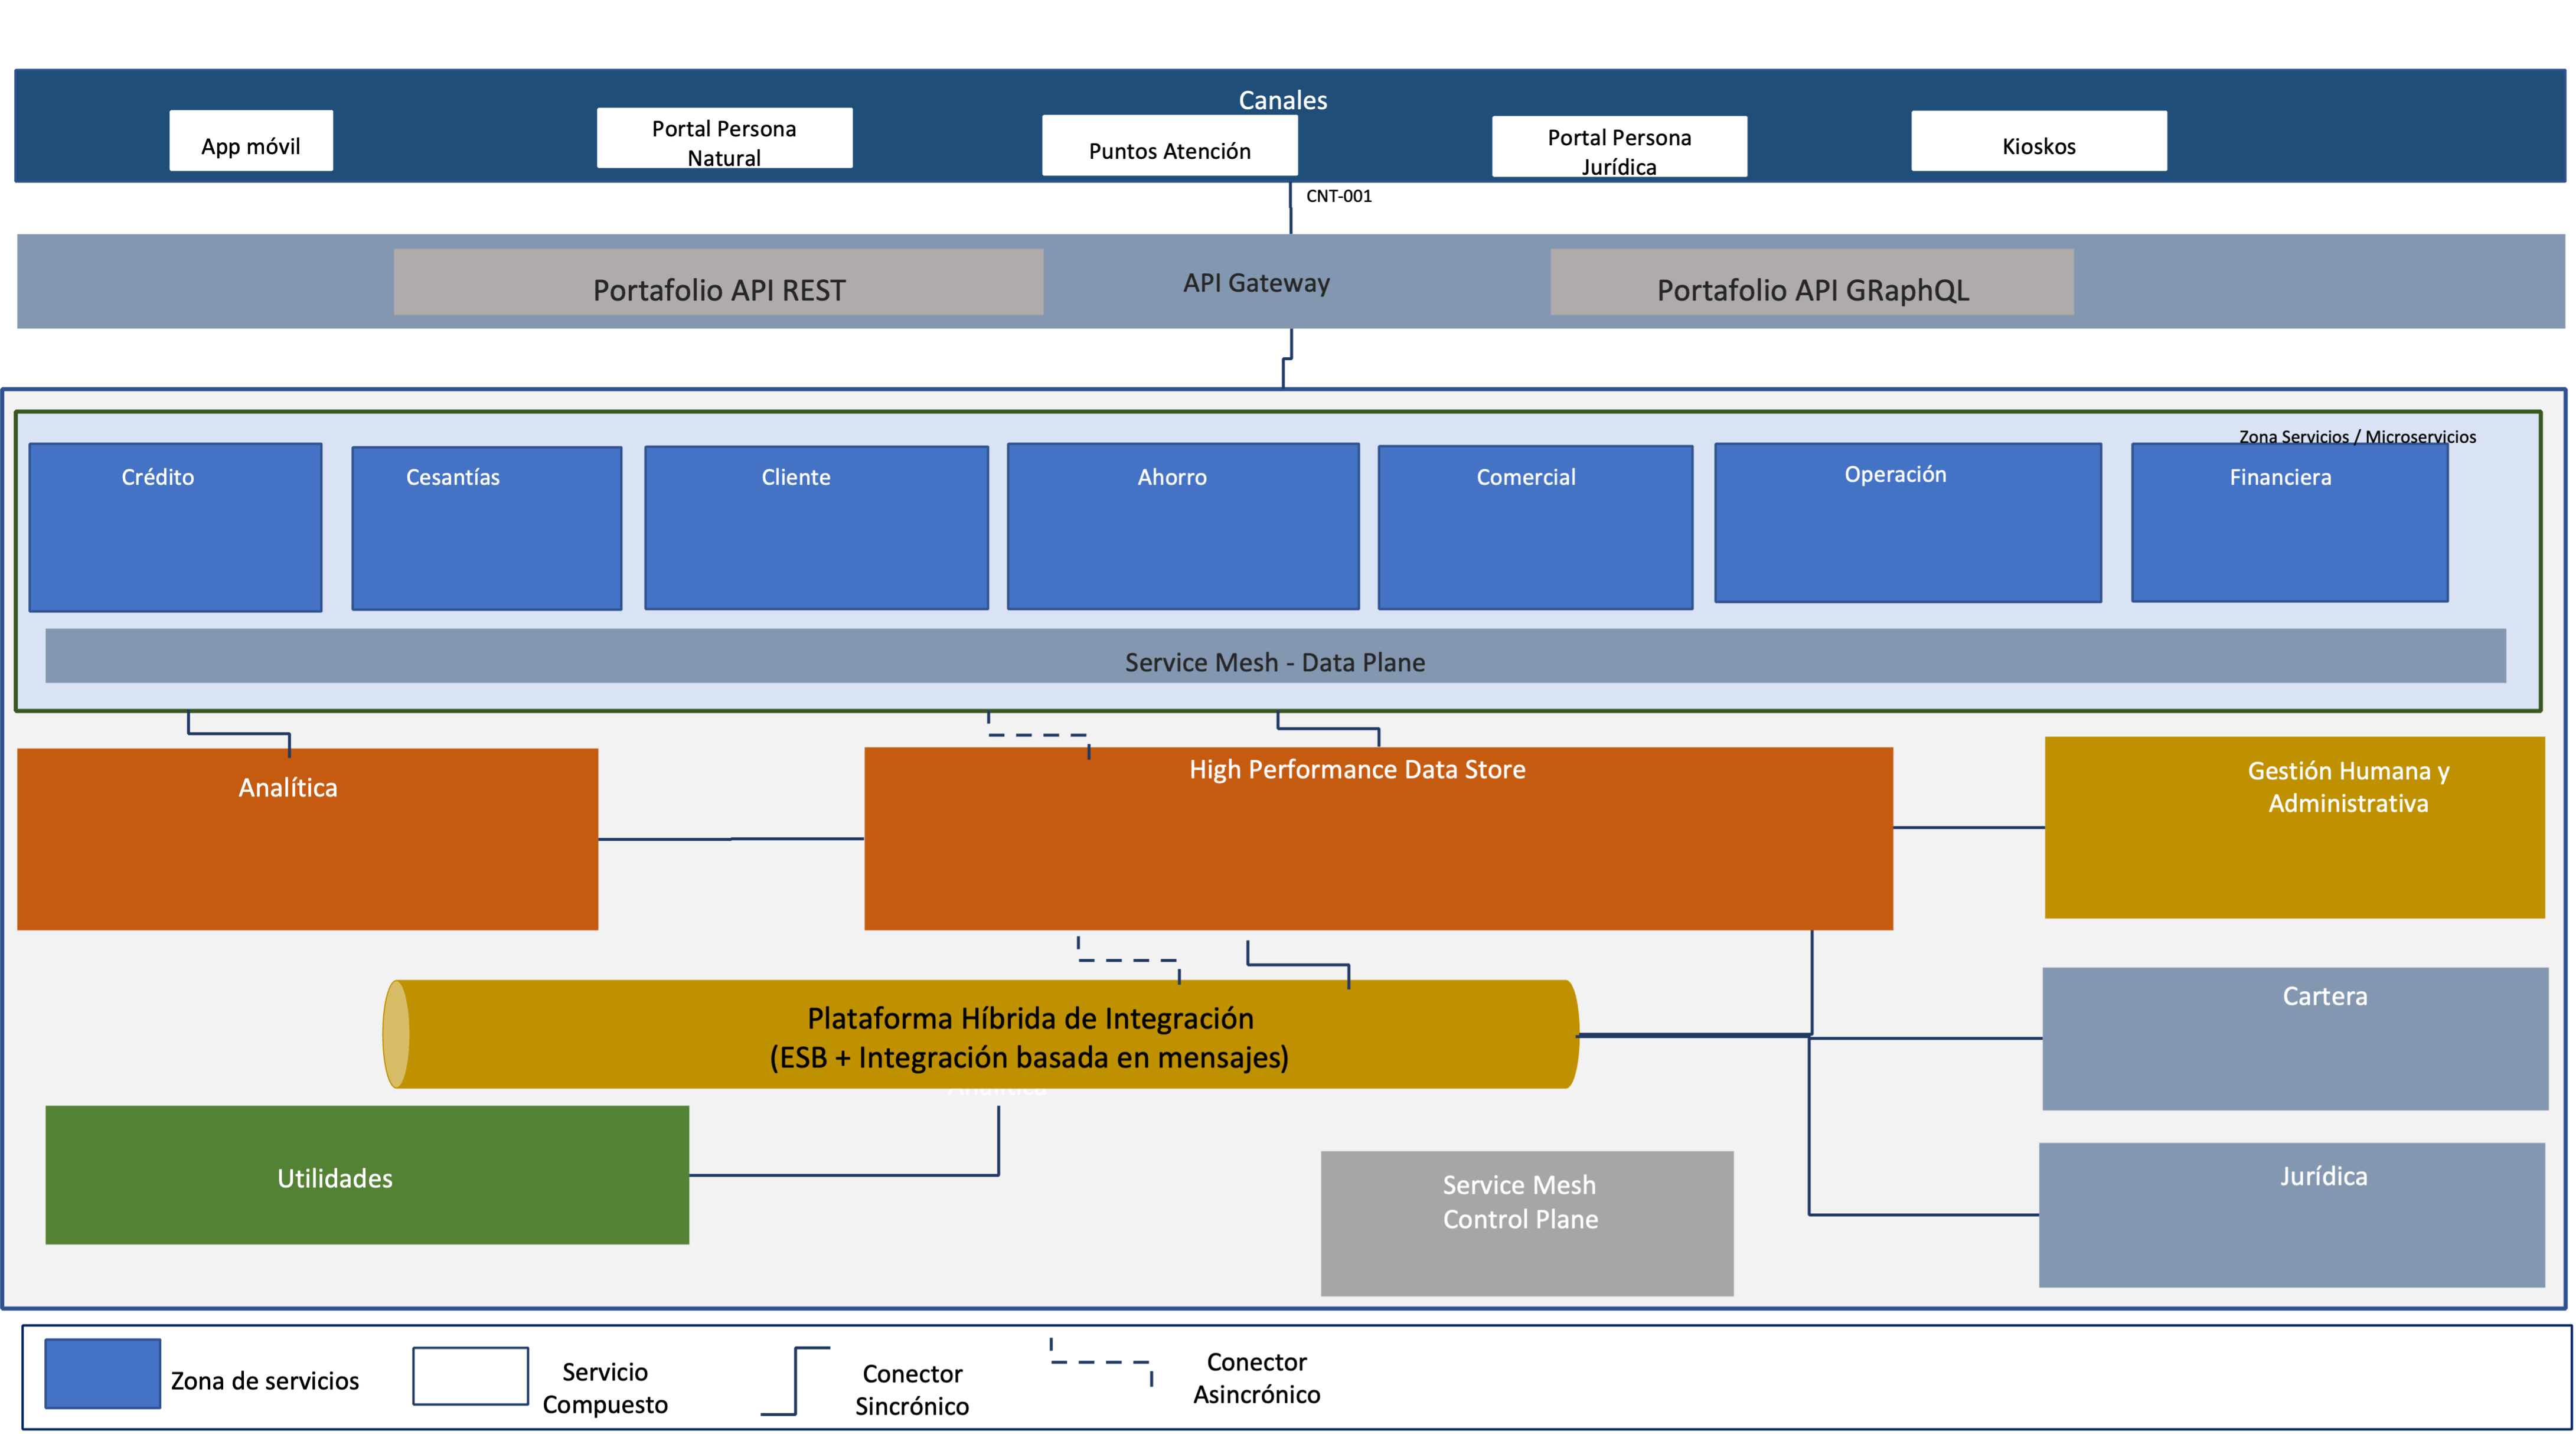 Canales
App móvil
Portal Persona
Natural
Puntos Atención
Portal Persona
Jurídica
Kioskos
CNT-001
Portafolio API REST
API Gateway
Portafolio API GRaphQL
Zona Servicios / Microservicios
Crédito
Cesantías
Cliente
Ahorro
Comercial
Operación
Financiera
Service Mesh - Data Plane
Analítica
High Performance Data Store
Gestión Humana y
Administrativa
Plataforma Híbrida de Integración
(ESB + Integración basada en mensajes)
Analítica
Cartera
Utilidades
Service Mesh
Control Plane
Jurídica
Zona de servicios
Servicio
Compuesto
Conector
Sincrónico
Conector
Asincrónico